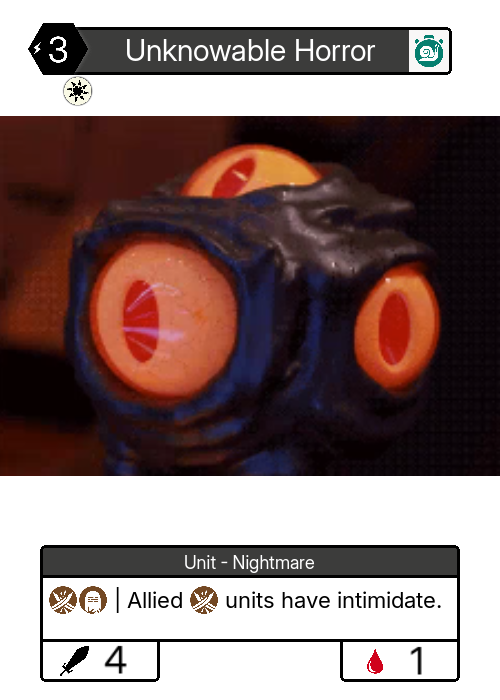 3 Unknowable Horror
Unit - Nightmare
| Allied units have intimidate.
4 1